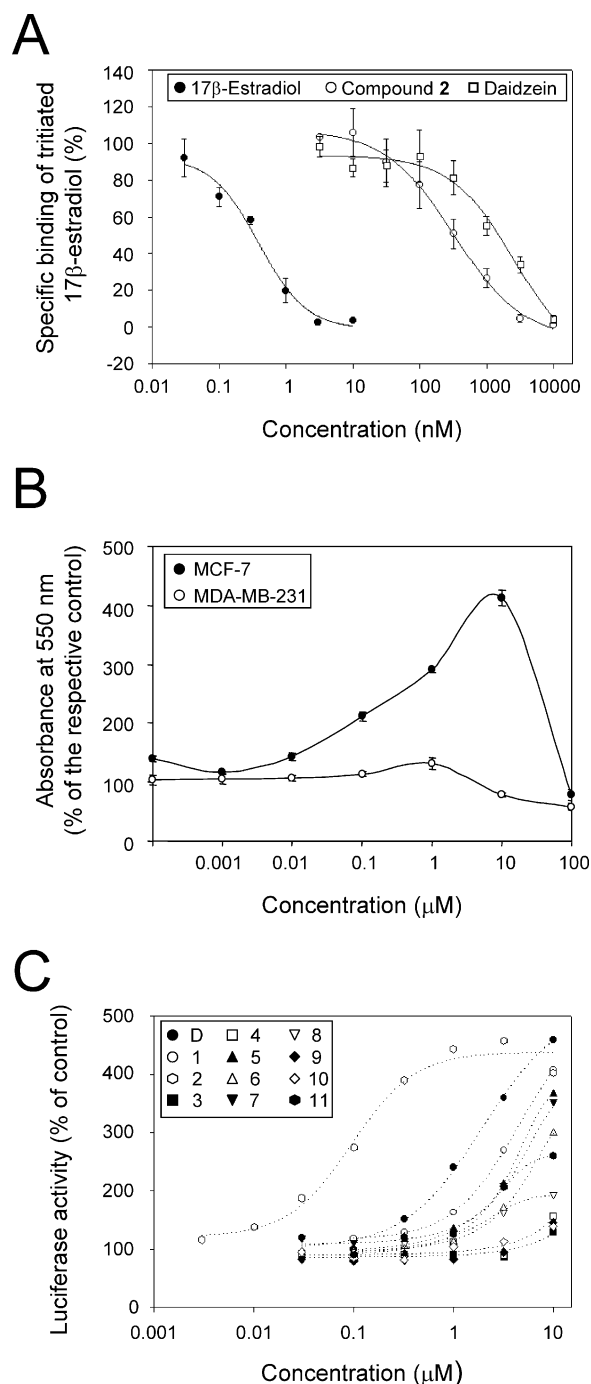 A
140
120
100
80
60
40
20
0
-20
Specific binding of tritiated
17β-estradiol (%)
17β-Estradiol Compound 2 Daidzein
0.01 0.1 1 10 100 1000 10000
Concentration (nM)
B
500
400
300
200
100
0
Absorbance at 550 nm
(% of the respective control)
MCF-7
MDA-MB-231
0.001 0.01 0.1 1 10 100
Concentration (μM)
C
500
400
300
200
100
0
Luciferase activity (% of control)
D 4 8
1 5 9
2 6 10
3 7 11
0.001 0.01 0.1 1 10
Concentration (μM)